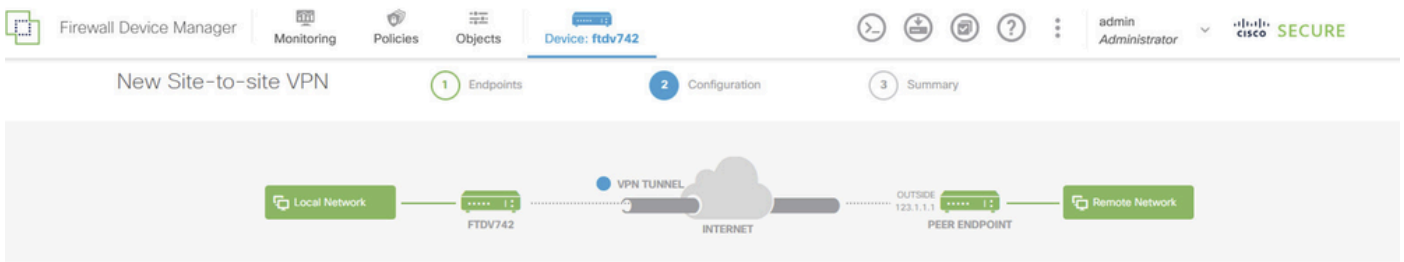 Firewall Device Manager
Monitoring
Policies
Objects
Device: ftdv742
admin
Administrator
cisco SECURE
New Site-to-site VPN
1 Endpoints
2 Configuration
3 Summary
VPN TUNNEL
OUTSIDE
123.1.1.1
Local Network
Remote Network
FTDV742
INTERNET
PEER ENDPOINT